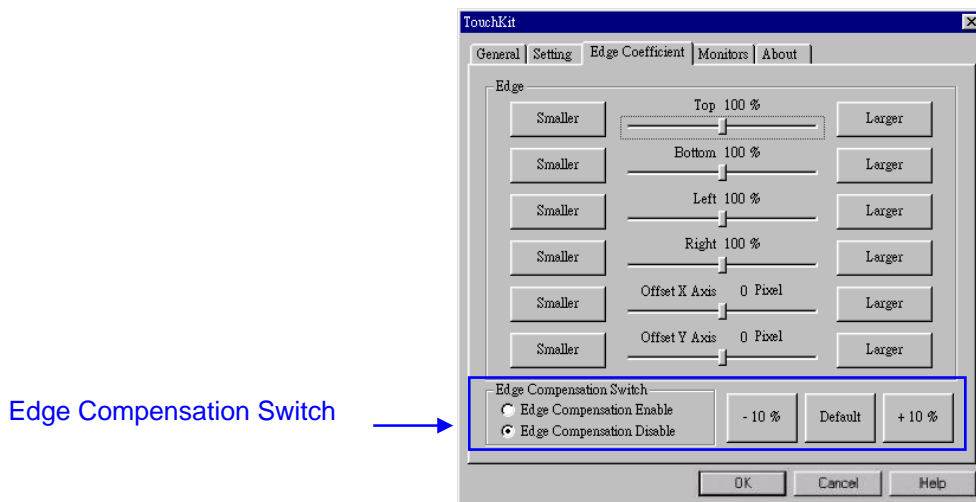 TouchKit
General Setting Edge Coefficient Monitors About
Edge
Smaller Top 100 % Larger
Smaller Bottom 100 % Larger
Smaller Left 100 % Larger
Smaller Right 100 % Larger
Smaller Offset X Axis 0 Pixel Larger
Smaller Offset Y Axis 0 Pixel Larger
Edge Compensation Switch
Edge Compensation Switch
Edge Compensation Enable
Edge Compensation Disable
- 10 % Default + 10 %
OK Cancel Help